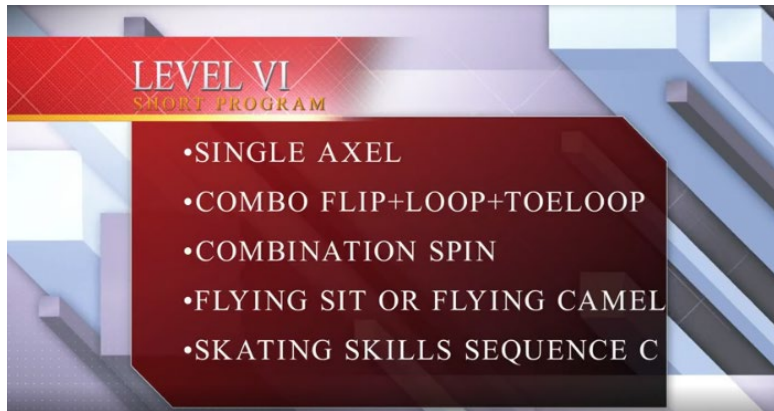 LEVEL VI
SHORT PROGRAM
•SINGLE AXEL
•COMBO FLIP+LOOP+TOELOOP
•COMBINATION SPIN
•FLYING SIT OR FLYING CAMEL
•SKATING SKILLS SEQUENCE C